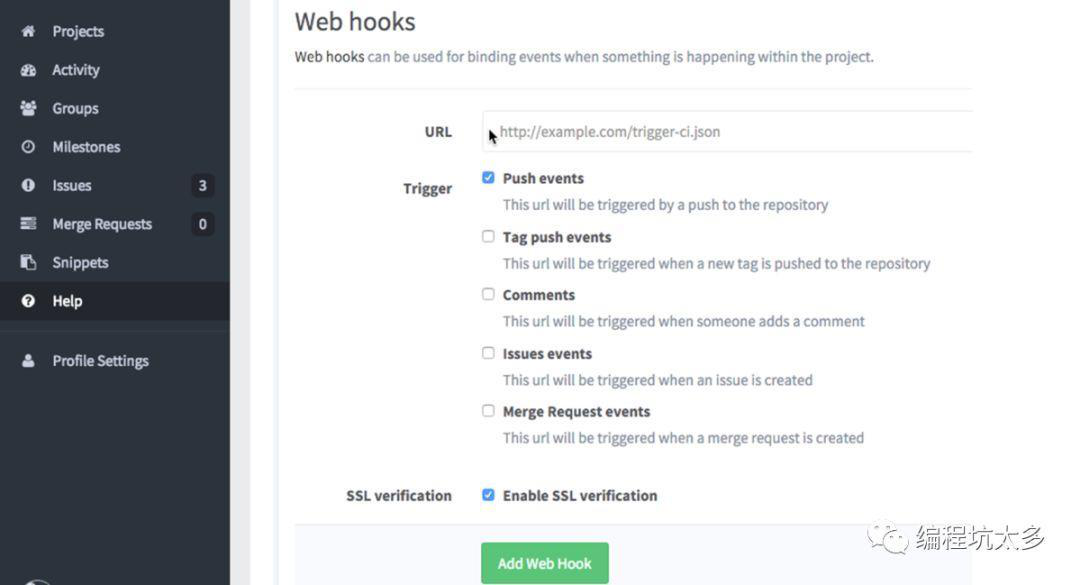 Projects
Activity
Groups
Milestones
Issues 3
Merge Requests 0
Snippets
Help
Profile Settings
Web hooks
Web hooks can be used for binding events when something is happening within the project.
URL http://example.com/trigger-ci.json
Trigger
Push events
This url will be triggered by a push to the repository
Tag push events
This url will be triggered when a new tag is pushed to the repository
Comments
This url will be triggered when someone adds a comment
Issues events
This url will be triggered when an issue is created
Merge Request events
This url will be triggered when a merge request is created
SSL verification Enable SSL verification
Add Web Hook
编程坑太多